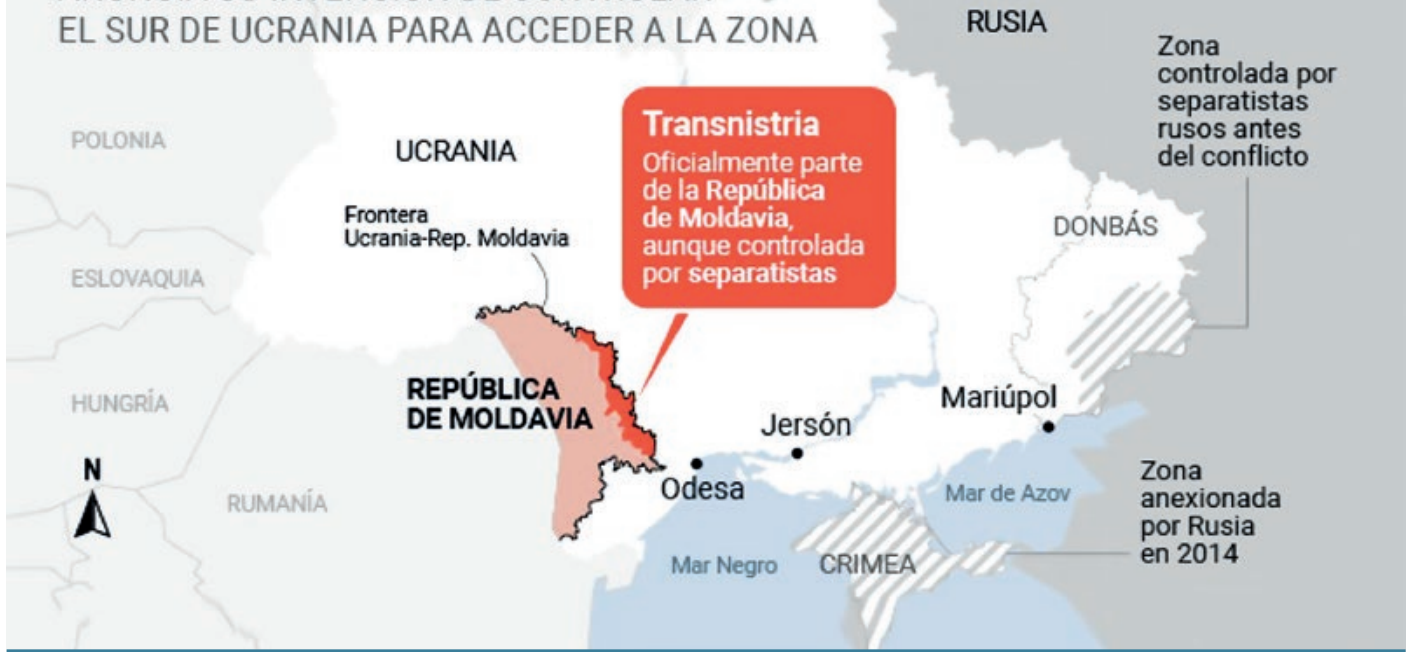 EL SUR DE UCRANIA PARA ACCEDER A LA ZONA
RUSIA
Zona
controlada por
separatistas
rusos antes
del conflicto
POLONIA
UCRANIA
Transnistria
Oficialmente parte
de la República
de Moldavia,
aunque controlada
por separatistas
Frontera
Ucrania-Rep. Moldavia
DONBÁS
ESLOVAQUIA
HUNGRÍA
REPÚBLICA
DE MOLDAVIA
Mariúpol
Jersón
Odesa
N
RUMANÍA
Mar de Azov
Zona
anexionada
por Rusia
en 2014
Mar Negro
CRIMEA